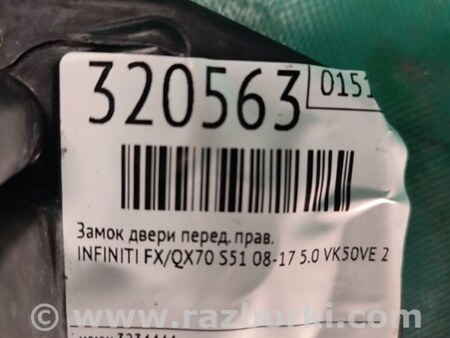 320563
0151
Замок двери перед. прав.
INFINITI FX/QX70 S51 08-17 5.0 VK50VE 2
www.razborki.com